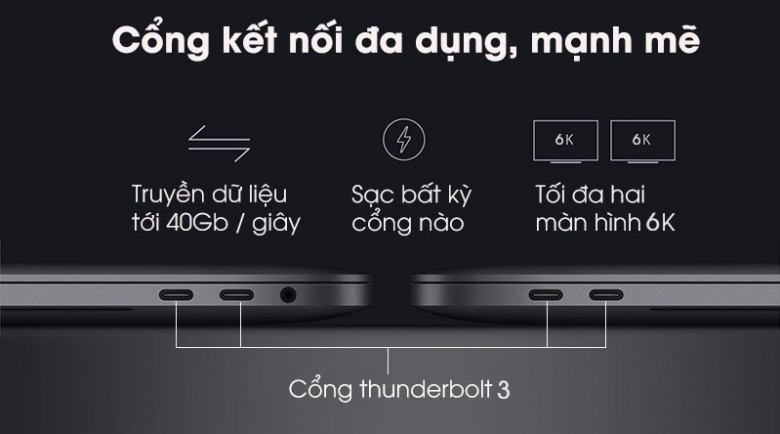 Cổng kết nối đa dụng, mạnh mẽ
6K 6K
Truyền dữ liệu
tới 40Gb / giây
Sạc bất kỳ
cổng nào
Tối đa hai
màn hình 6K
Cổng thunderbolt 3